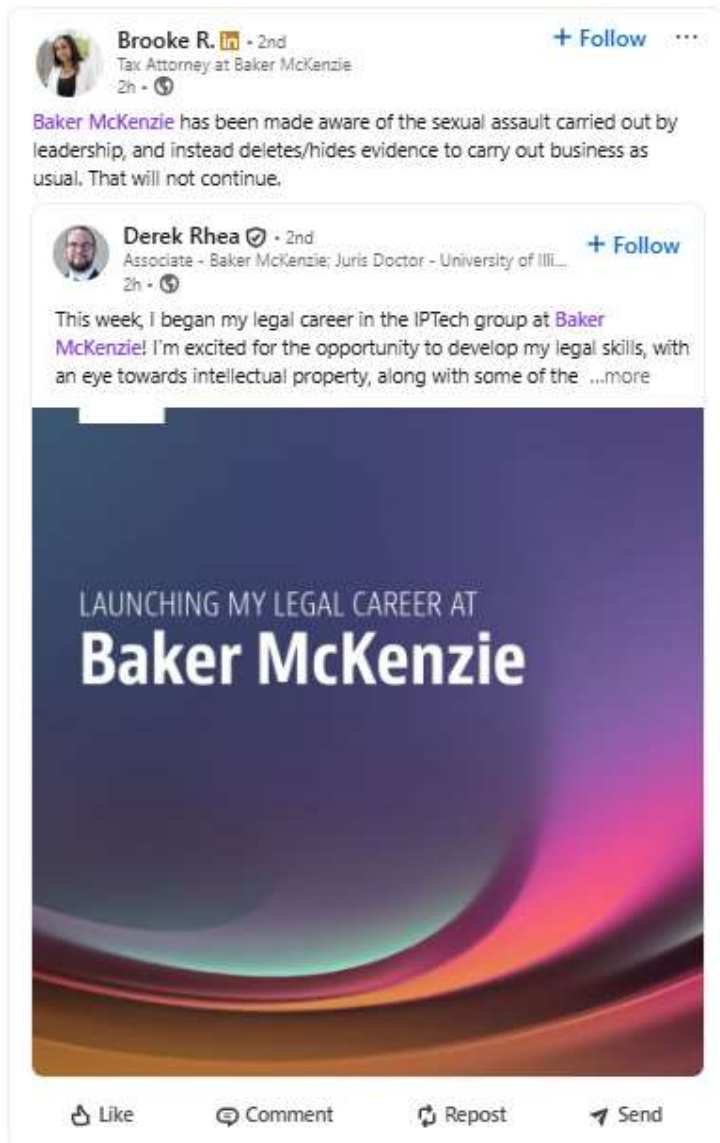 Brooke R. in • 2nd
+ Follow ...
Tax Attorney at Baker McKenzie
2h •
Baker McKenzie has been made aware of the sexual assault carried out by
leadership, and instead deletes/hides evidence to carry out business as
usual. That will not continue.
Derek Rhea • 2nd
+ Follow
Associate - Baker McKenzie; Juris Doctor - University of Illi...
2h •
This week, I began my legal career in the IPTech group at Baker
McKenzie! I'm excited for the opportunity to develop my legal skills, with
an eye towards intellectual property, along with some of the ...more
LAUNCHING MY LEGAL CAREER AT
Baker McKenzie
Like Comment Repost Send